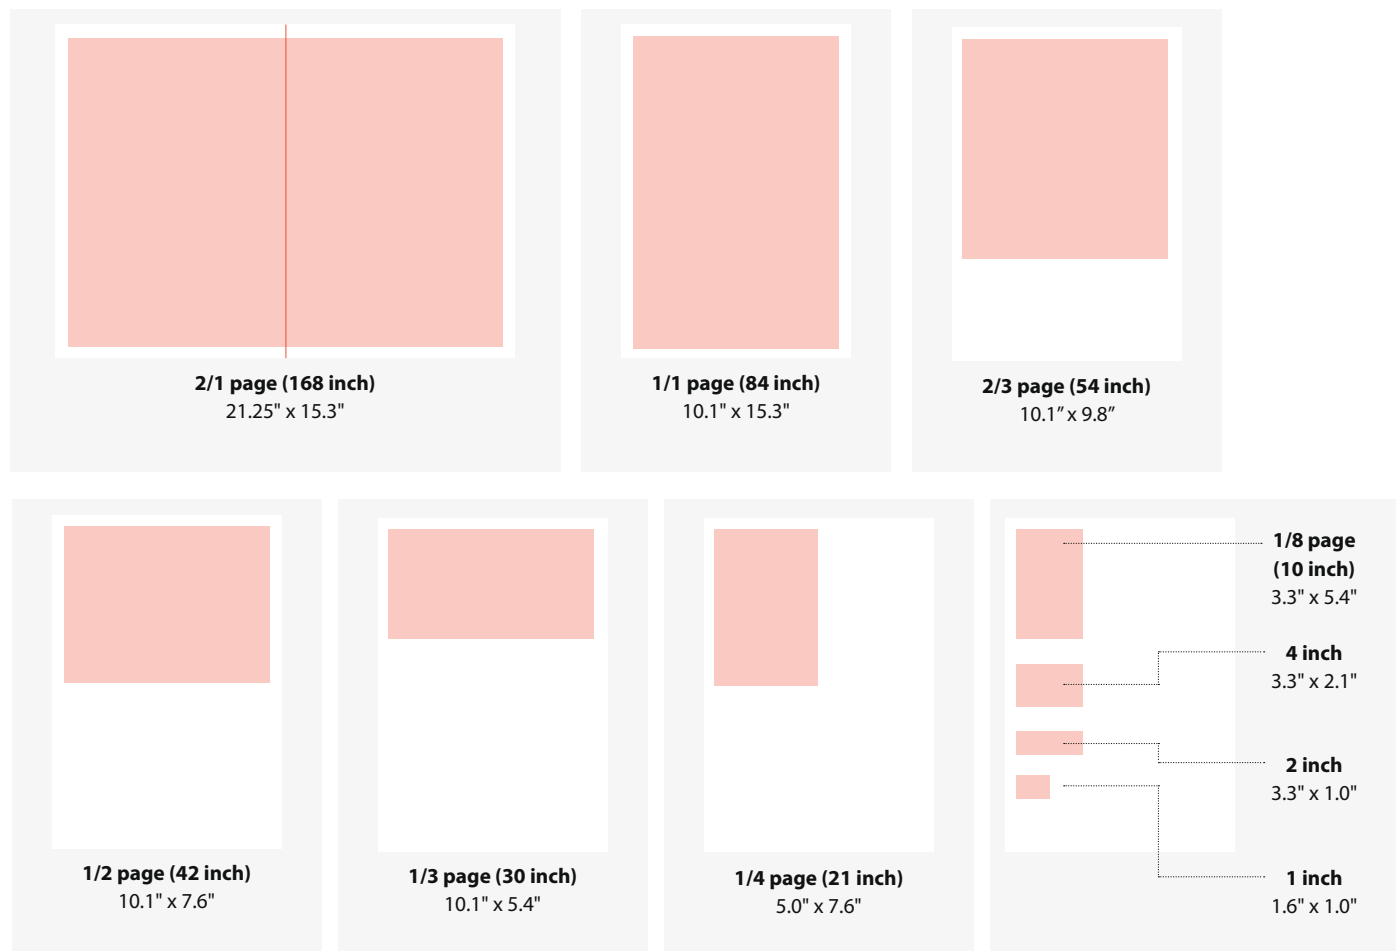 2/1 page (168 inch)
21.25" x 15.3"
1/1 page (84 inch)
10.1" x 15.3"
2/3 page (54 inch)
10.1” x 9.8”
1/2 page (42 inch)
10.1" x 7.6"
1/3 page (30 inch)
10.1" x 5.4"
1/4 page (21 inch)
5.0" x 7.6"
1/8 page
(10 inch)
3.3" x 5.4"
4 inch
3.3" x 2.1"
2 inch
3.3" x 1.0"
1 inch
1.6" x 1.0"